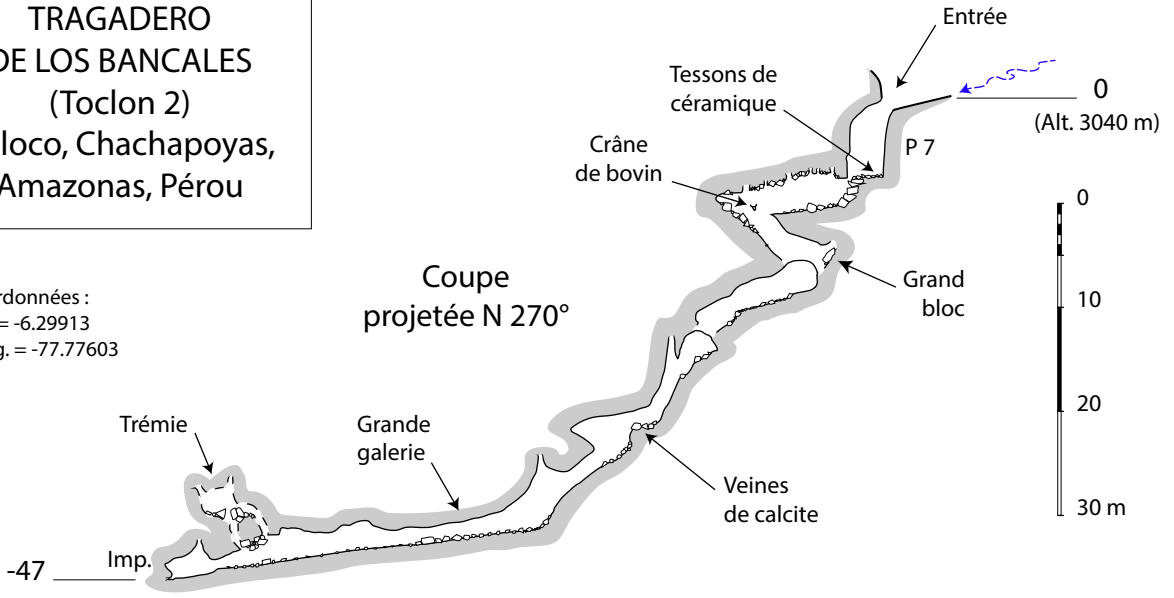 TRAGADERO
DE LOS BANCALES
(Toclon 2)
loco, Chachapoyas,
Amazonas, Pérou
Entrée
Tessons de
céramique
0
(Alt. 3040 m)
P 7
Crâne
de bovin
0
Coupe
projetée N 270°
Grand
bloc
10
= -6.29913
= -77.77603
20
Trémie
Grande
galerie
Veines
de calcite
30 m
Imp.
-47